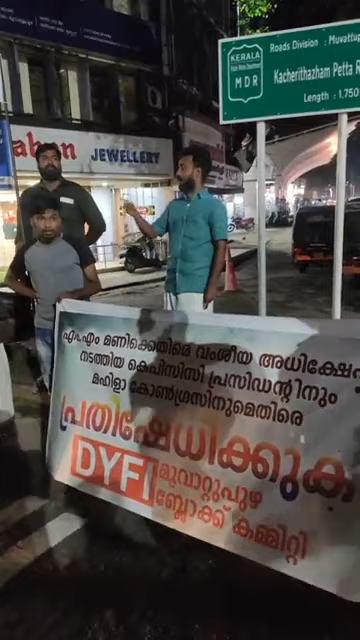 KERALA
MDR
Roads Division : Muvattup
Kacherithazham Petta R
Length : 1.750
JEWELLERY
എം.എം മണിക്കെതിരെ വംശീയ അധിക്ഷേപ
നടത്തിയ കെപിസിസി പ്രസിഡന്റിനും
മഹിളാ കോൺഗ്രസിനുമെതിരെ
പ്രതിഷേധിക്കുക
DYFI
മൂവാറ്റുപുഴ
ബ്ലോക്ക് കമ്മിറ്റി